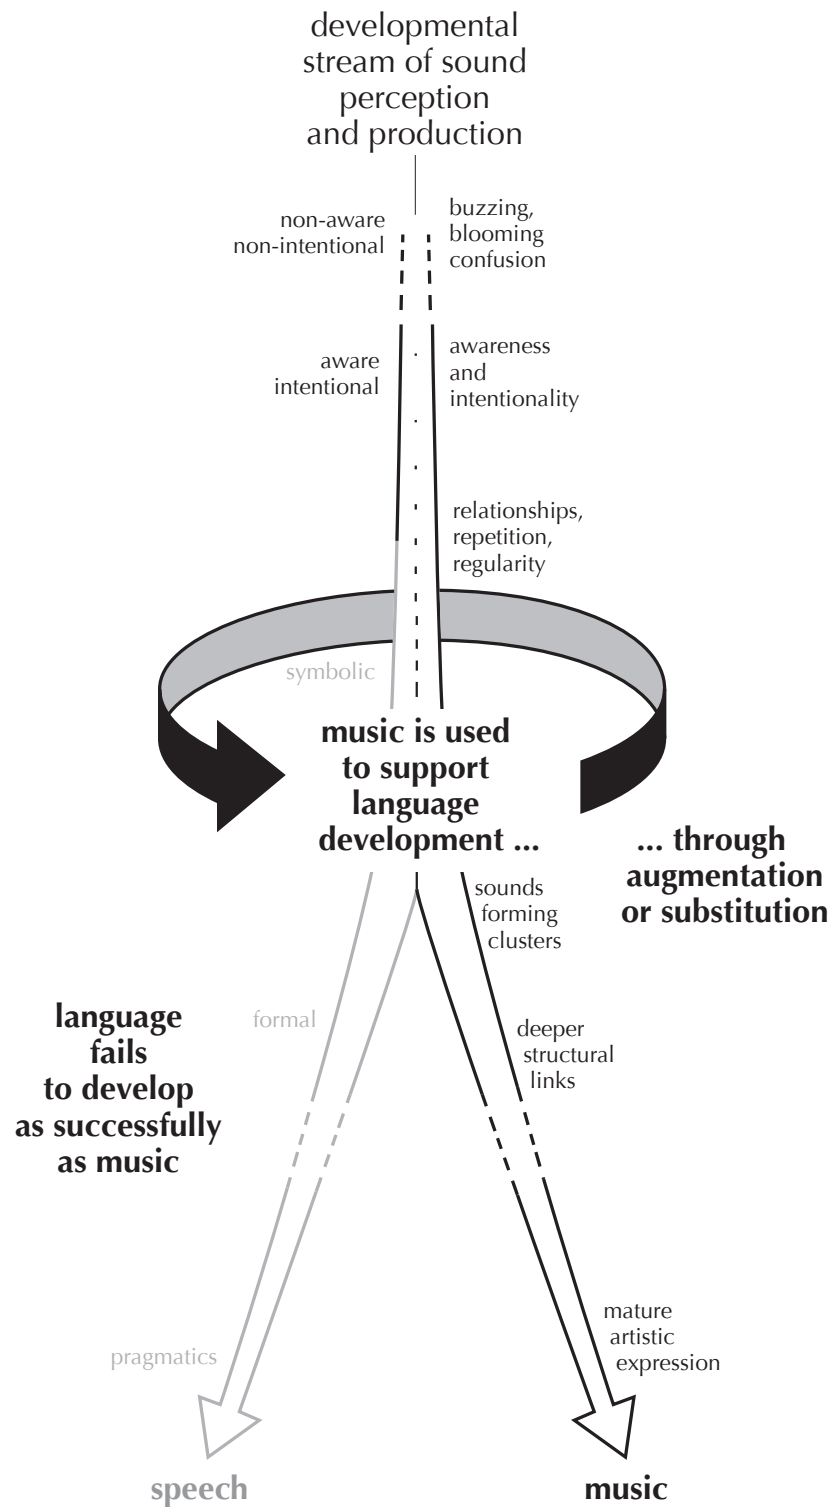 developmental
stream of sound
perception
and production
non-aware
non-intentional
buzzing,
blooming
confusion
aware
intentional
awareness
and
intentionality
relationships,
repetition,
regularity
symbolic
music is used
to support
language
development ...
... through
augmentation
or substitution
sounds
forming
clusters
language
fails
to develop
as successfully
as music
formal
deeper
structural
links
pragmatics
mature
artistic
expression
speech
music